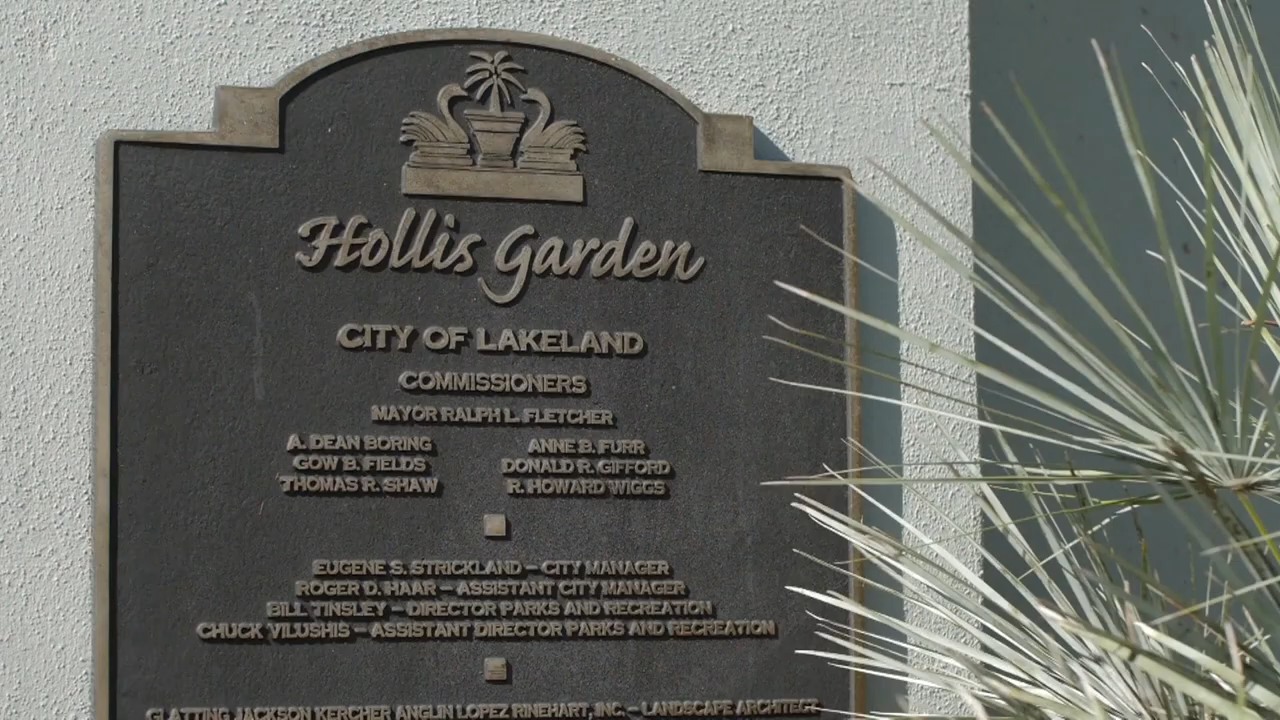 Hollis Garden
CITY OF LAKELAND
COMMISSIONERS
MAYOR RALPH L. FLETCHER
A. DEAN BORING ANNE B. FURR
GOW B. FIELDS DONALD R. GIFFORD
THOMAS R. SHAW R. HOWARD WIGGS
EUGENE S. STRICKLAND – CITY MANAGER
ROGER D. HAAR – ASSISTANT CITY MANAGER
BILL TINSLEY – DIRECTOR PARKS AND RECREATION
CHUCK VILUSHIS – ASSISTANT DIRECTOR PARKS AND RECREATION
GLATTING JACKSON KERCHER ANGLIN LOPEZ RINEHART, INC. – LANDSCAPE ARCHITECT